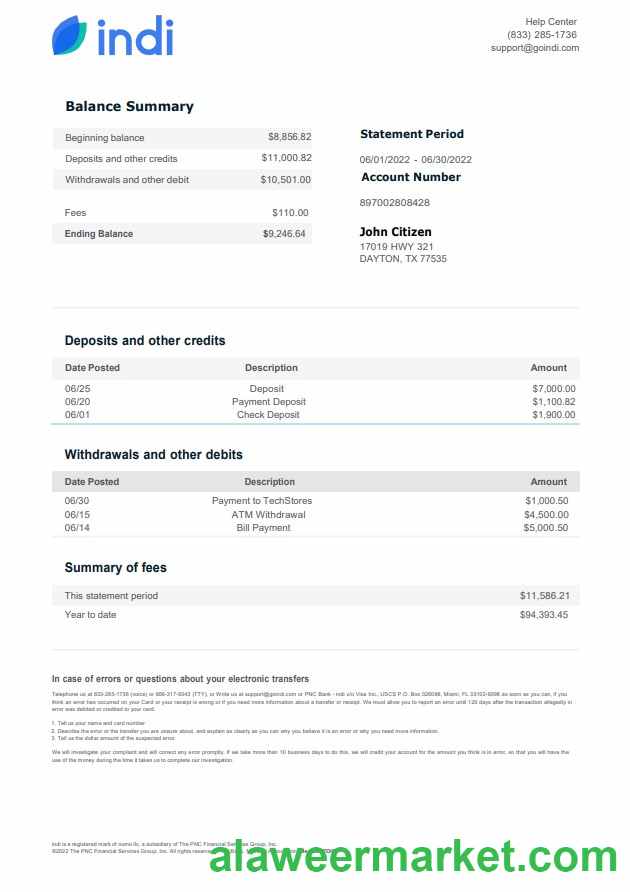 indi
Help Center
(833) 285-1736
support@goindi.com
Balance Summary
Beginning balance $8,856.82
Deposits and other credits $11,000.82
Withdrawals and other debit $10,501.00
Fees $110.00
Ending Balance $9,246.64
Statement Period
06/01/2022 - 06/30/2022
Account Number
897002808428
John Citizen
17019 HWY 321
DAYTON, TX 77535
Deposits and other credits
Date Posted Description Amount
06/25 Deposit $7,000.00
06/20 Payment Deposit $1,100.82
06/01 Check Deposit $1,900.00
Withdrawals and other debits
Date Posted Description Amount
06/30 Payment to TechStores $1,000.50
06/15 ATM Withdrawal $4,500.00
06/14 Bill Payment $5,000.50
Summary of fees
This statement period $11,586.21
Year to date $94,393.45
In case of errors or questions about your electronic transfers
Telephone us at 833-285-1736 (voice) or (TTY), or Write us at support@goindi.com or PNC Bank - indi c/o Visa Inc., USCS P.O. Box Miami, FL as soon as you can, if you
think an error has occurred on your Card or your receipt is wrong or if you need more information about a transfer or receipt. We must allow you to report an error until 120 days after the transaction allegedly in
error was debited or credited to your card.
1. Tell us your name and card number
2. Describe the error or the transfer you are unsure about, and explain as clearly as you can why you believe it is an error or why you need more information.
3. Tell us the dollar amount of the suspected error.
We will investigate your complaint and will correct any error promptly. If we take more than 10 business days to do this, we will credit your account for the amount you think is in error, so that you will have the
use of the money during the time it takes us to complete our investigation.
indi is a registered mark of numo llc, a subsidiary of The PNC Financial Services Group, Inc.
©2022 The PNC Financial Services Group, Inc. All rights reserved.
alaweermarket.com